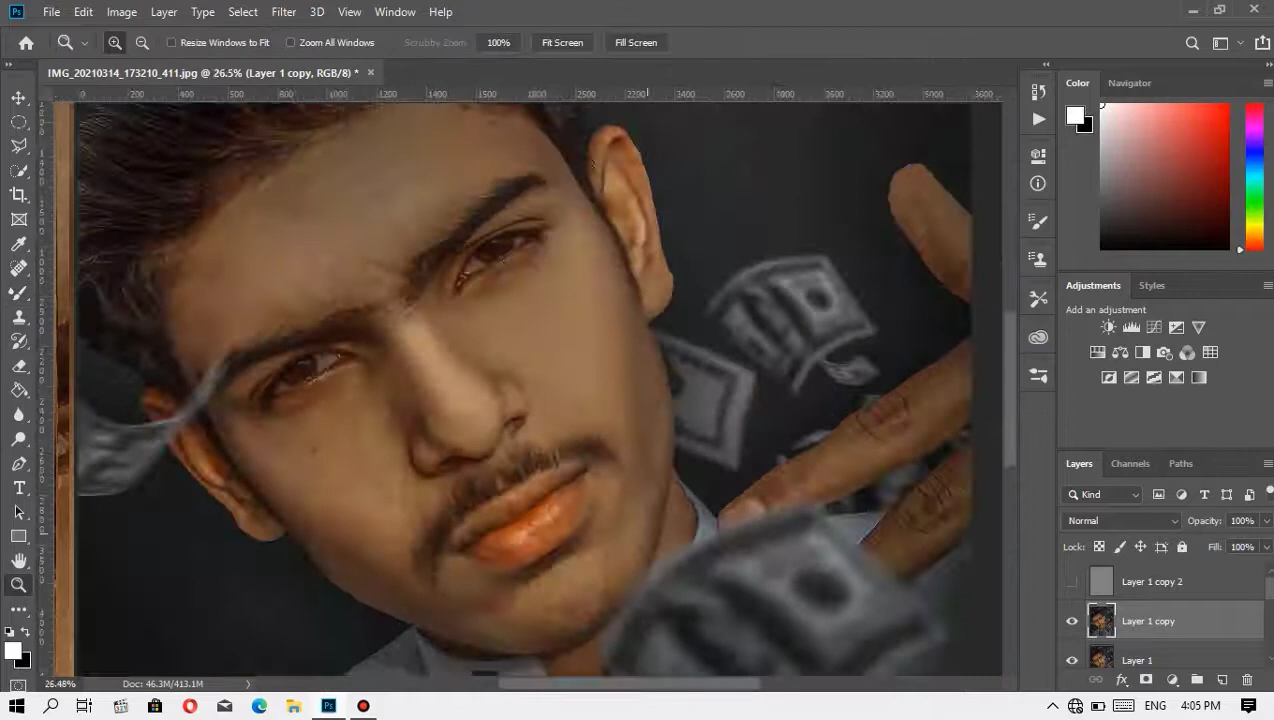 Ps File Edit Image Layer Type Select Filter 3D View Window Help
Resize Windows to Fit Zoom All Windows Scrubby Zoom 100% Fit Screen Fill Screen
IMG_20210314_173210_411.jpg @ 26.5% (Layer 1 copy, RGB/8) *
Color Navigator
Adjustments Styles
Add an adjustment
Layers Channels Paths
Kind
Normal Opacity: 100%
Lock: Fill: 100%
Layer 1 copy 2
Layer 1 copy
Layer 1
26.48% Doc: 46.3M/413.1M
Ps ENG 4:05 PM